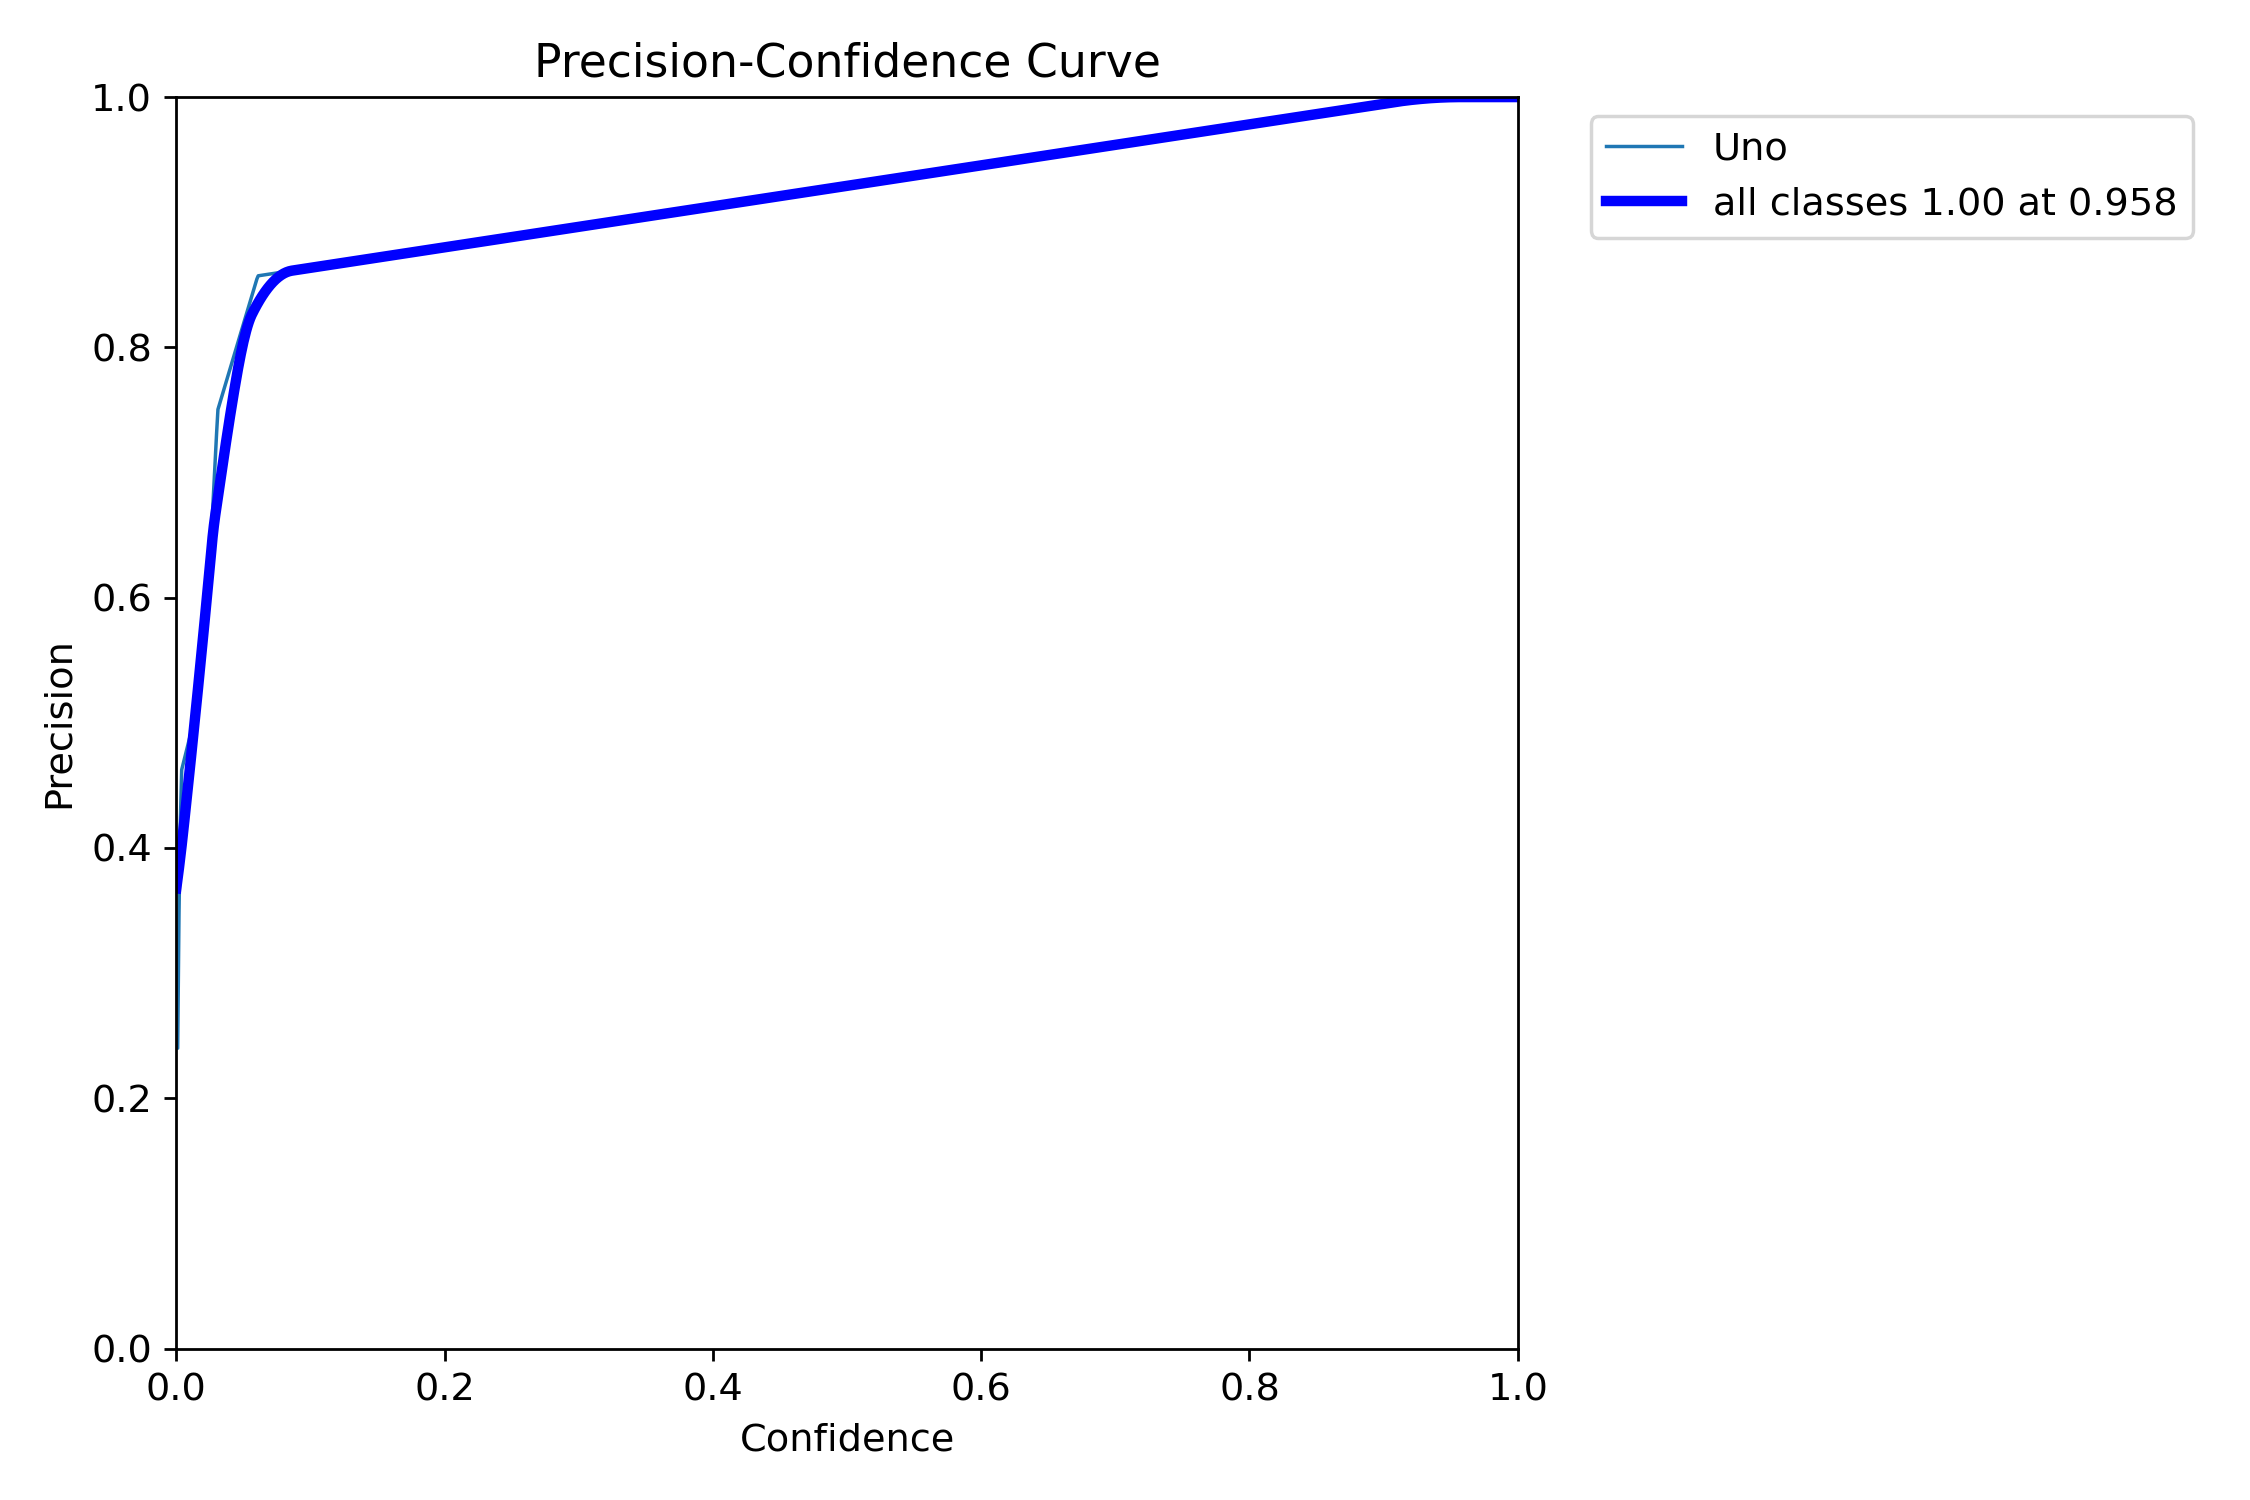 Precision-Confidence Curve
1.0
0.8
0.6
0.4
0.2
0.0
Precision
0.0 0.2 0.4 0.6 0.8 1.0
Confidence
Uno
all classes 1.00 at 0.958